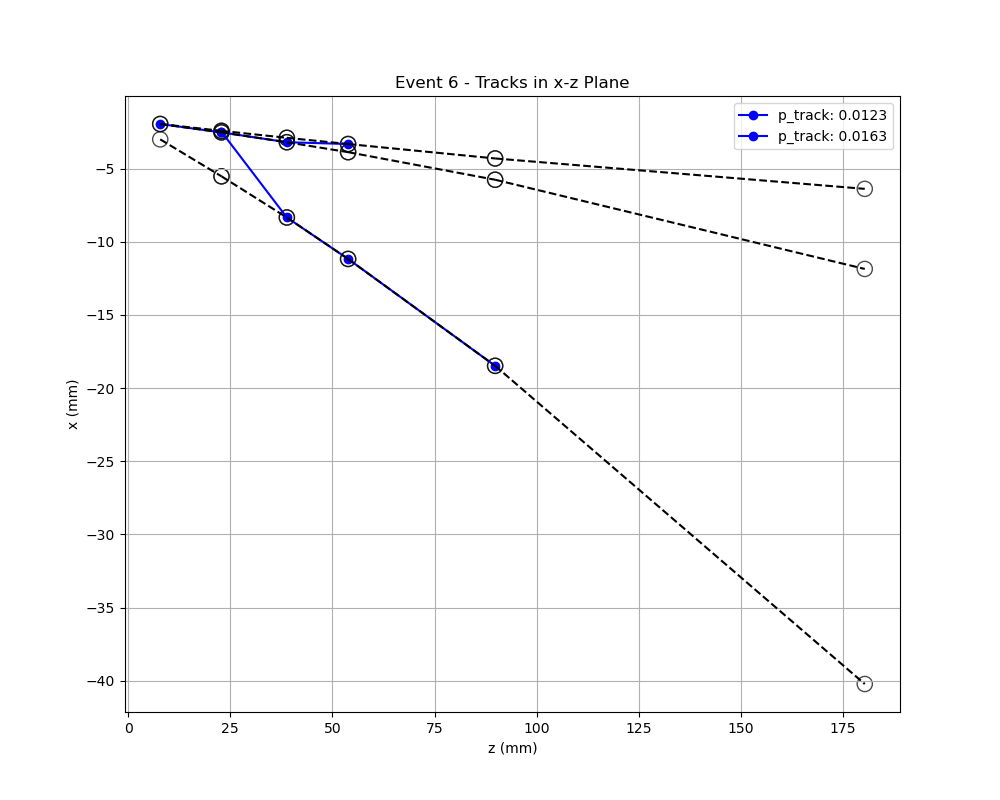 Event 6 - Tracks in x-z Plane
p_track: 0.0123
p_track: 0.0163
−5
−10
−15
−20
−25
−30
−35
−40
x (mm)
0 25 50 75 100 125 150 175
z (mm)